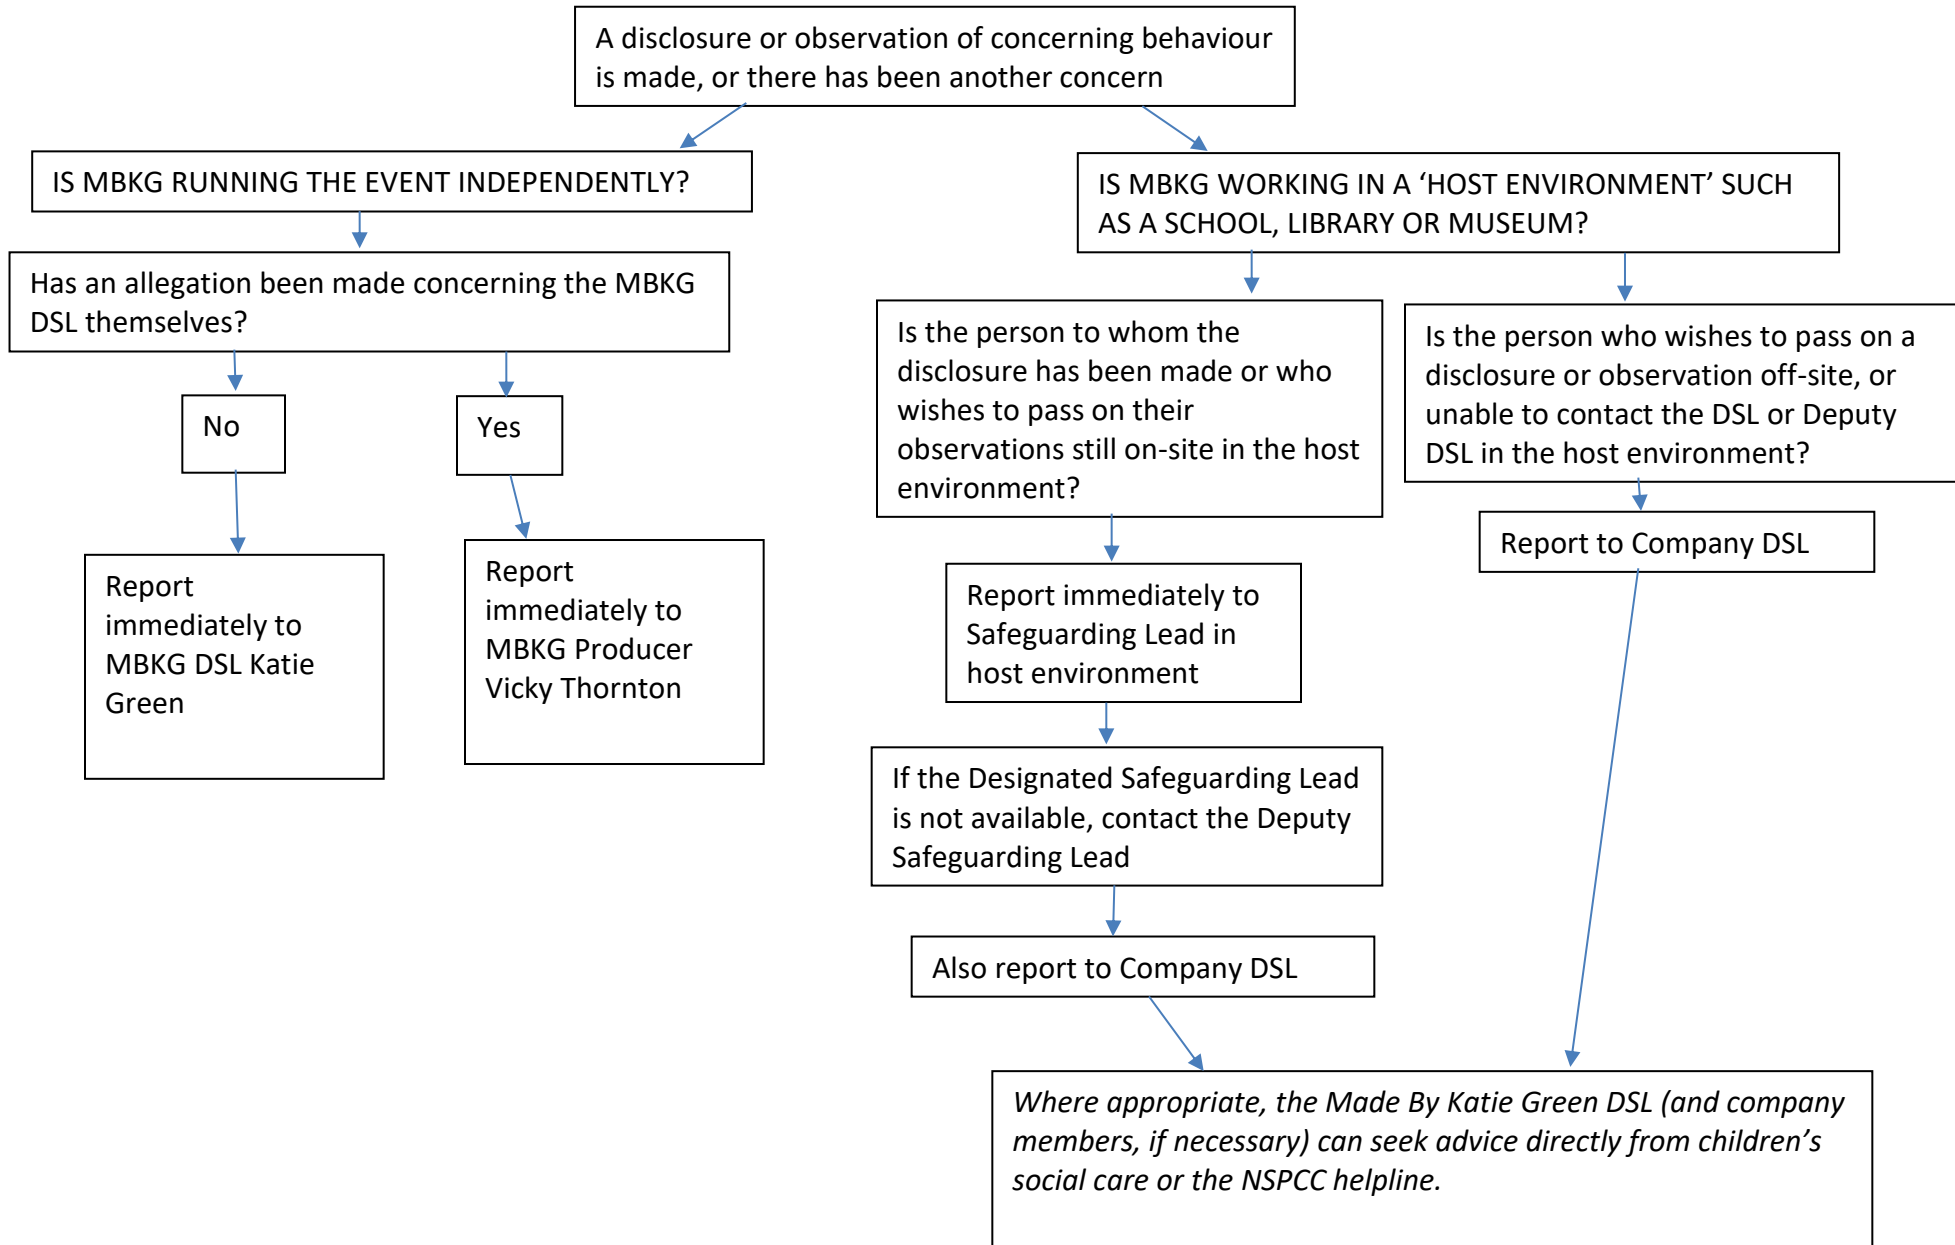 A disclosure or observation of concerning behaviour
is made, or there has been another concern
IS MBKG RUNNING THE EVENT INDEPENDENTLY?
Has an allegation been made concerning the MBKG
DSL themselves?
No
Yes
Report
immediately to
MBKG DSL Katie
Green
Report
immediately to
MBKG Producer
Vicky Thornton
IS MBKG WORKING IN A ‘HOST ENVIRONMENT’ SUCH
AS A SCHOOL, LIBRARY OR MUSEUM?
Is the person to whom the
disclosure has been made or who
wishes to pass on their
observations still on-site in the host
environment?
Report immediately to
Safeguarding Lead in
host environment
If the Designated Safeguarding Lead
is not available, contact the Deputy
Safeguarding Lead
Also report to Company DSL
Is the person who wishes to pass on a
disclosure or observation off-site, or
unable to contact the DSL or Deputy
DSL in the host environment?
Report to Company DSL
Where appropriate, the Made By Katie Green DSL (and company
members, if necessary) can seek advice directly from children’s
social care or the NSPCC helpline.